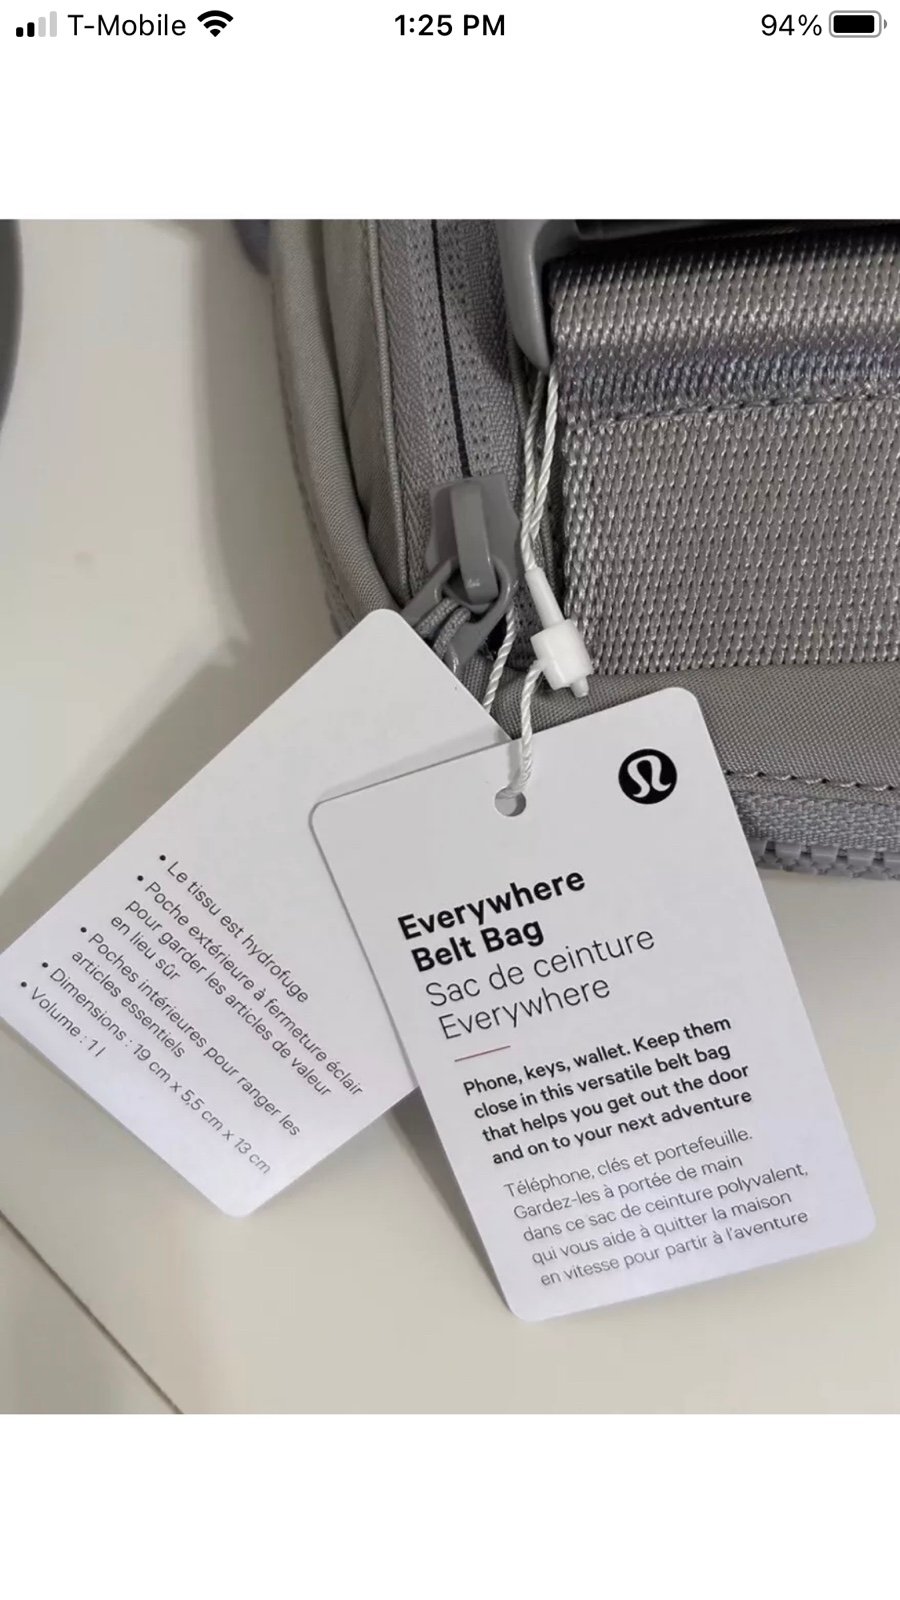 T-Mobile
1:25 PM
94%
Everywhere
Belt Bag
Sac de ceinture
Everywhere
Phone, keys, wallet. Keep them
close in this versatile belt bag
that helps you get out the door
and on to your next adventure
Téléphone, clés et portefeuille.
Gardez-les à portée de main
dans ce sac de ceinture polyvalent,
qui vous aide à quitter la maison
en vitesse pour partir à l'aventure
• Le tissu est hydrofuge
• Poche extérieure à fermeture éclair
pour garder les articles de valeur
en lieu sûr
• Poches intérieures pour ranger les
articles essentiels
• Dimensions : 19 cm x 5,5 cm x 13 cm
• Volume : 1 l